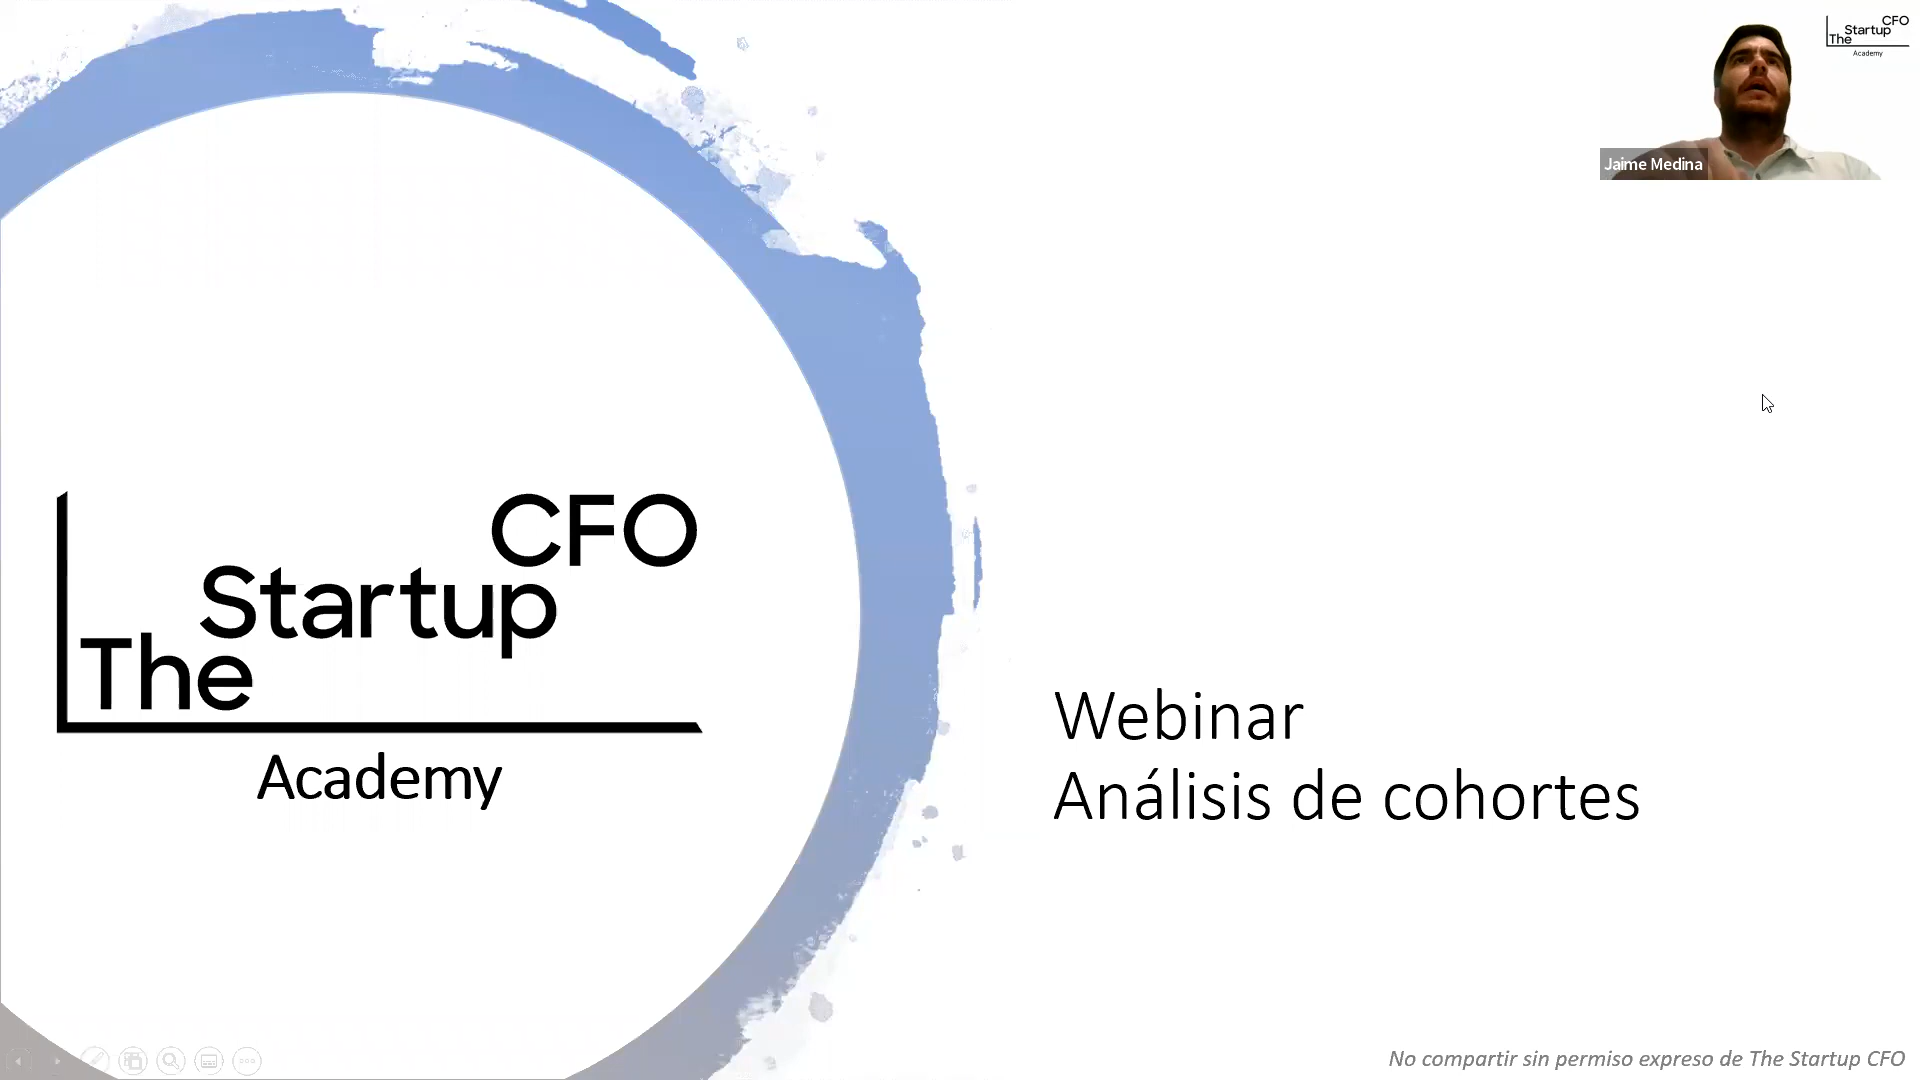 CFO
Startup
The
Academy
Jaime Medina
CFO
Startup
The
Academy
Webinar
Análisis de cohortes
No compartir sin permiso expreso de The Startup CFO